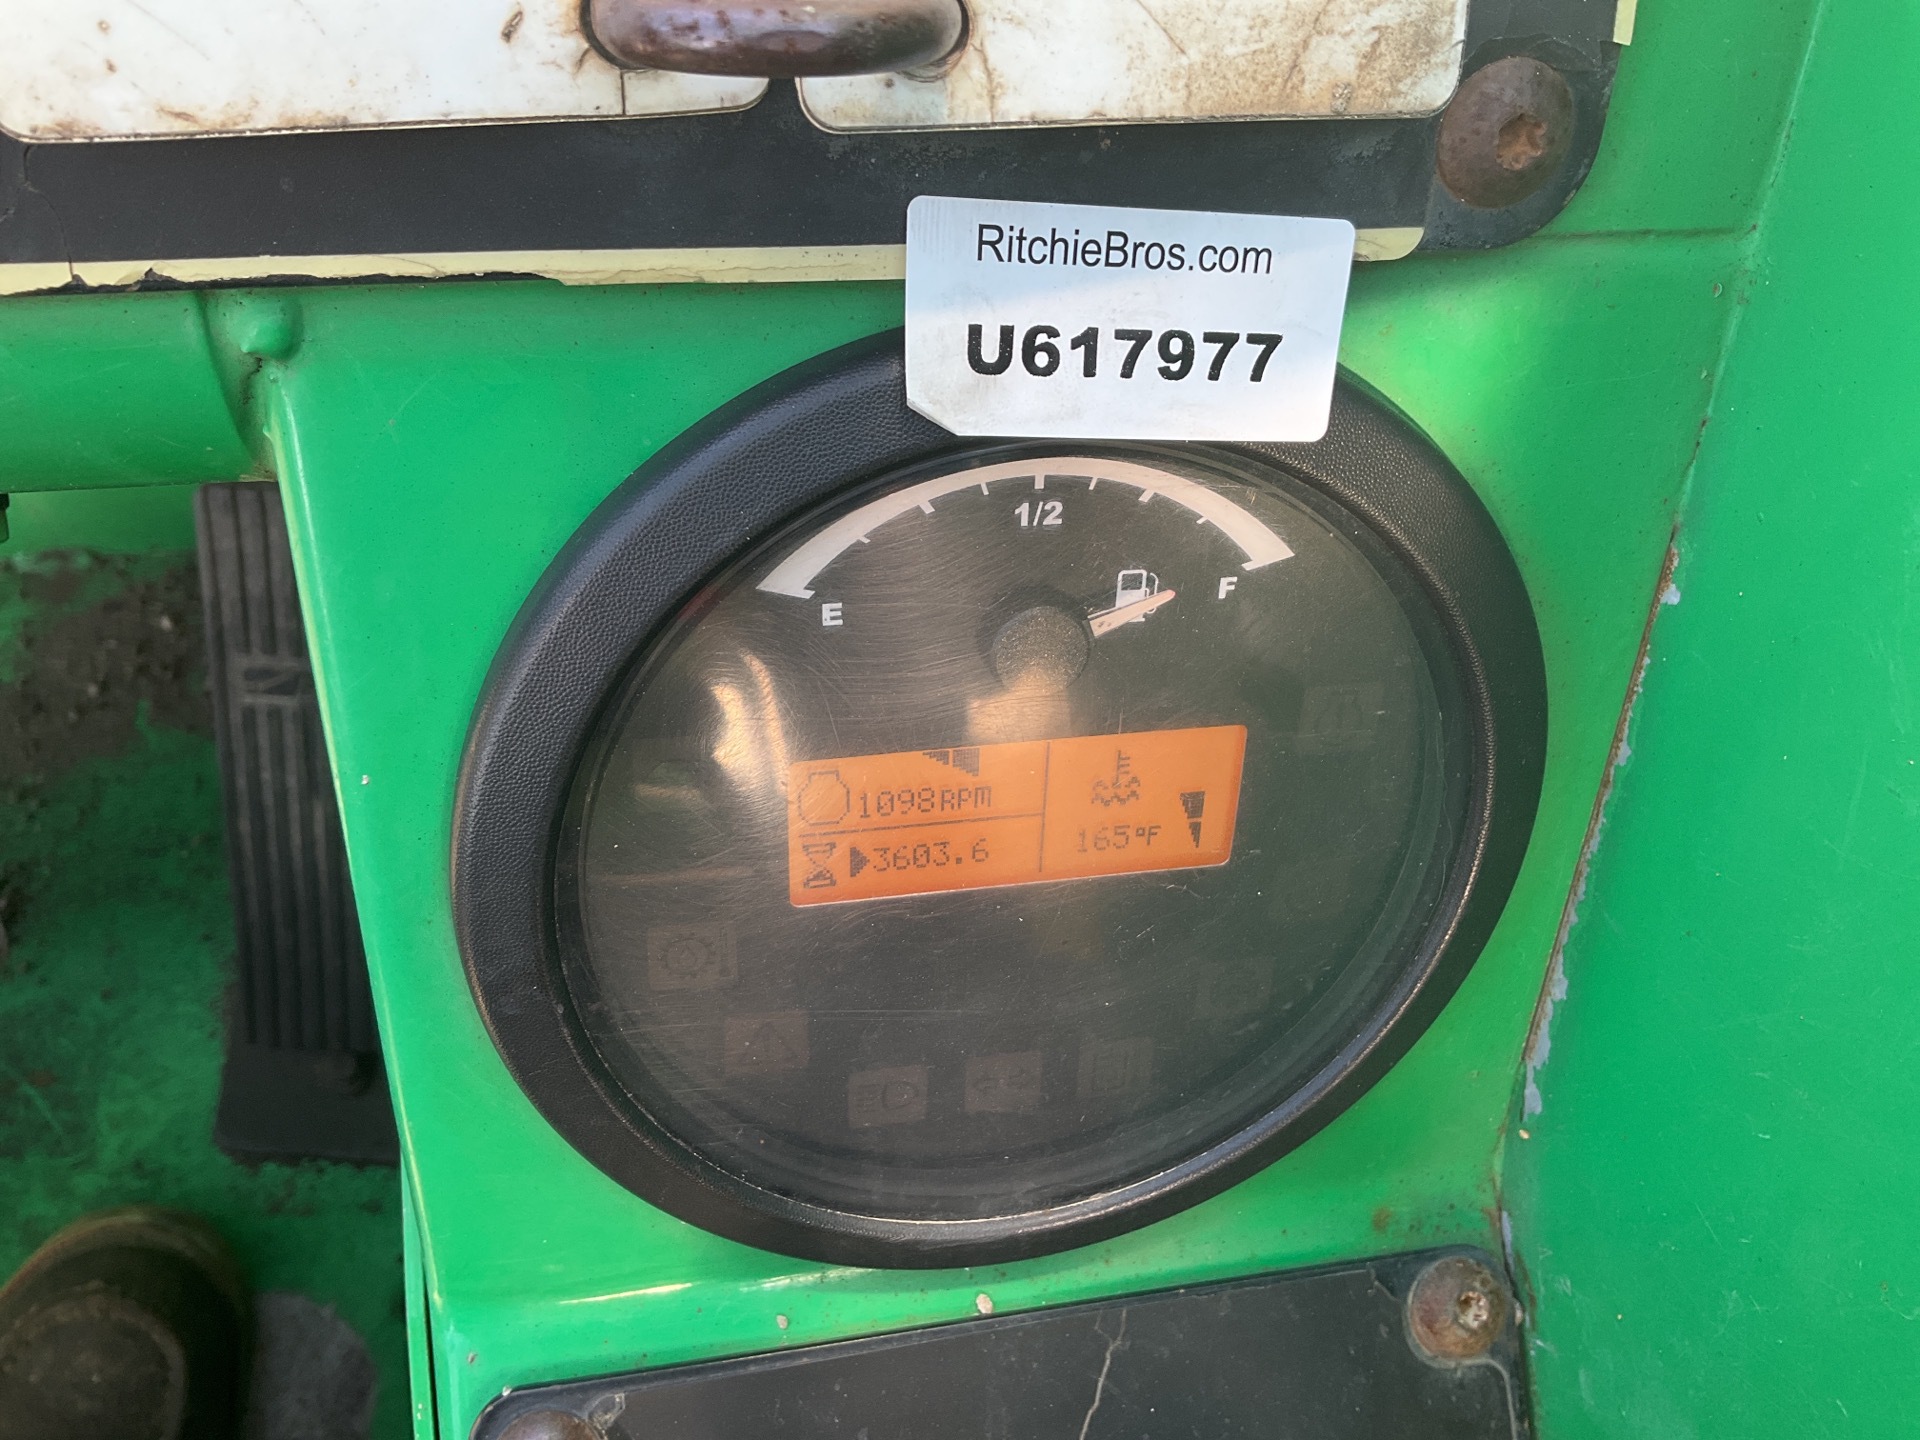 RitchieBros.com
U617977
1/2
E
F
1098RPM
165°F
3603.6